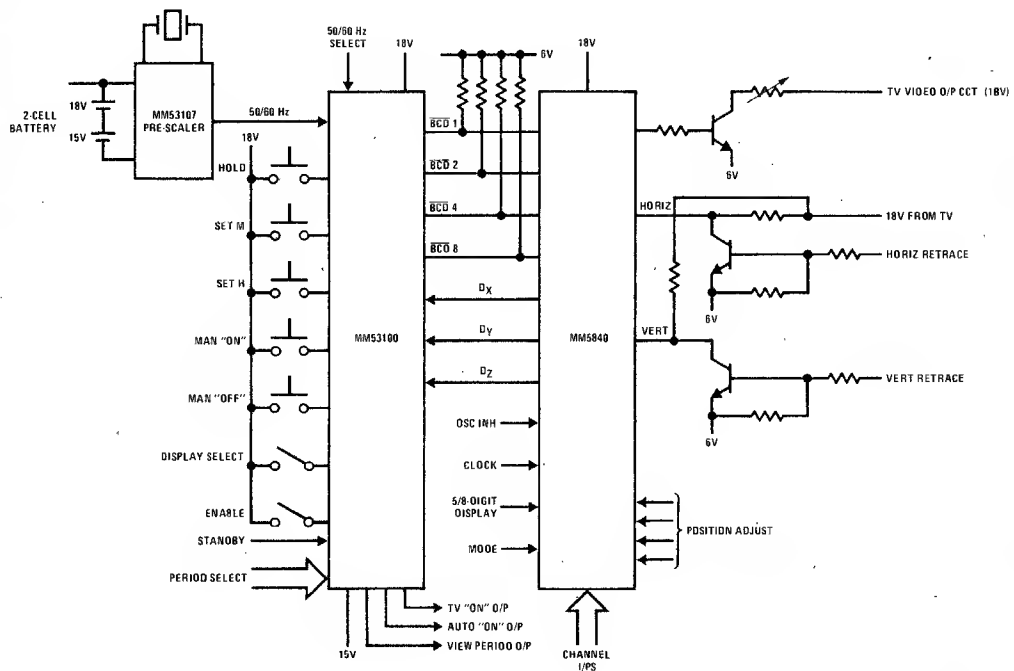 50/60 Hz
SELECT
18V
6V
18V
2-CELL
BATTERY
18V
15V
MM53107
PRE-SCALER
50/60 Hz
18V
HOLD
SET M
SET H
MAN "ON"
MAN "OFF"
DISPLAY SELECT
ENABLE
STANDBY
PERIOD SELECT
MM53100
BCD 1
BCD 2
BCD 4
BCD 8
DX
DY
DZ
OSC INH
CLOCK
5/8-DIGIT
DISPLAY
MODE
MM5840
TV VIDEO O/P CCT (18V)
6V
HORIZ
18V FROM TV
HORIZ RETRACE
6V
VERT
VERT RETRACE
6V
POSITION ADJUST
15V
TV "ON" O/P
AUTO "ON" O/P
VIEW PERIOD O/P
CHANNEL
I/PS